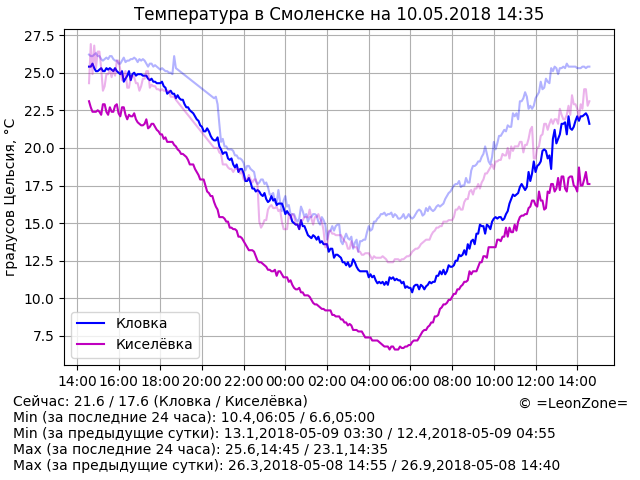 Температура в Смоленске на 10.05.2018 14:35
27.5
25.0
22.5
20.0
17.5
15.0
12.5
10.0
7.5
градусов Цельсия, °C
Кловка
Киселёвка
14:00 16:00 18:00 20:00 22:00 00:00 02:00 04:00 06:00 08:00 10:00 12:00 14:00
© =LeonZone=
Сейчас: 21.6 / 17.6 (Кловка / Киселёвка)
Min (за последние 24 часа): 10.4,06:05 / 6.6,05:00
Min (за предыдущие сутки): 13.1,2018-05-09 03:30 / 12.4,2018-05-09 04:55
Max (за последние 24 часа): 25.6,14:45 / 23.1,14:35
Max (за предыдущие сутки): 26.3,2018-05-08 14:55 / 26.9,2018-05-08 14:40